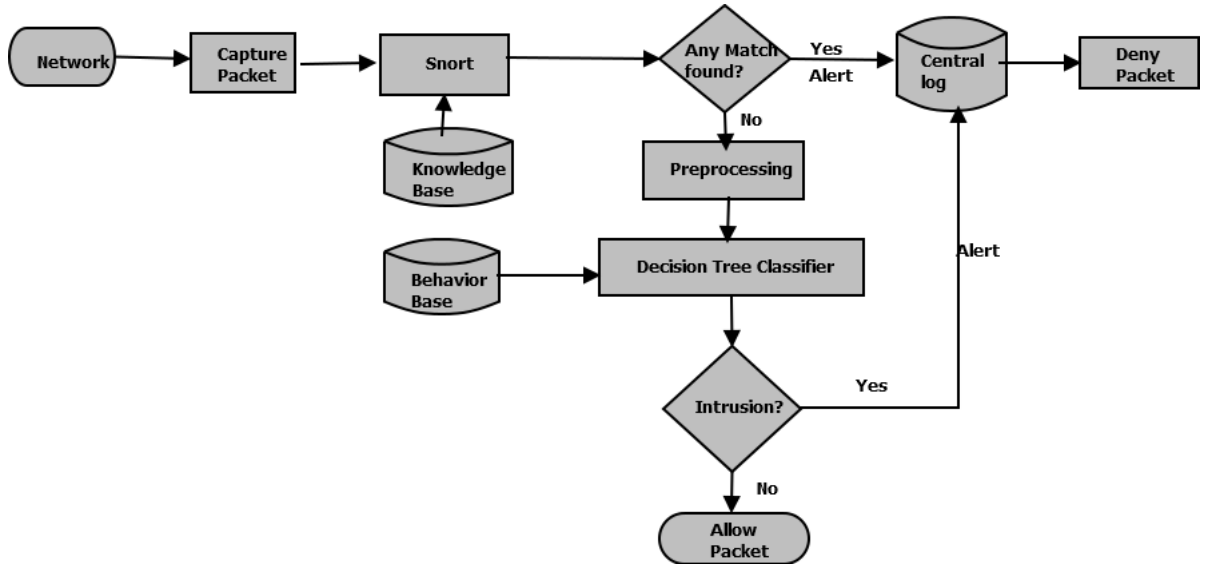 Network
Capture
Packet
Snort
Any Match
found?
Yes
Alert
Central
log
Deny
Packet
No
Knowledge
Base
Preprocessing
Behavior
Base
Decision Tree Classifier
Alert
Intrusion?
Yes
No
Allow
Packet